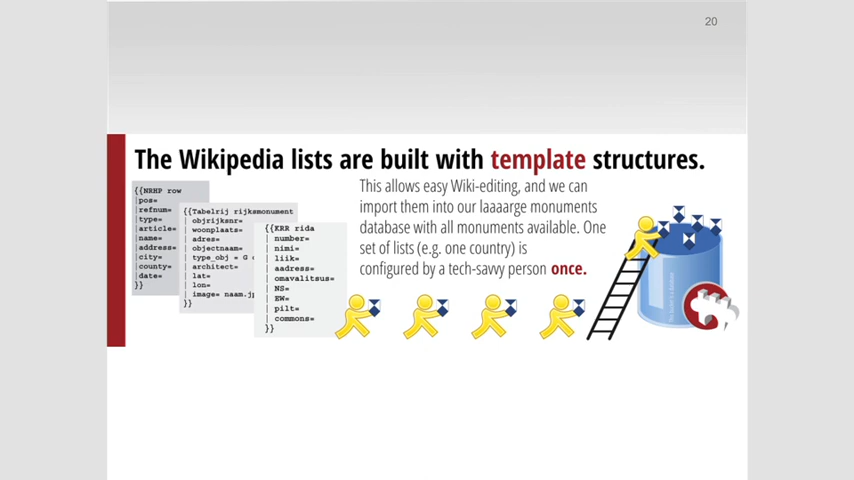 20
The Wikipedia lists are built with template structures.
{{NRHP row
|pos=
|refnum=
|type=
|article=
|name=
|address=
|city=
|county=
|date=
}}
{{Tabelrij rijksmonument
| objrijksnr=
| woonplaats=
| adres=
| objectnaam=
| type_obj = G
| architect=
| lat=
| lon=
| image= naam.jp
}}
{{KRR rida
| number=
| nimi=
| liik=
| aadress=
| omavalitsus=
| NS=
| EW=
| pilt=
| commons=
}}
This allows easy Wiki-editing, and we can
import them into our laaaarge monuments
database with all monuments available. One
set of lists (e.g. one country) is
configured by a tech-savvy person once.